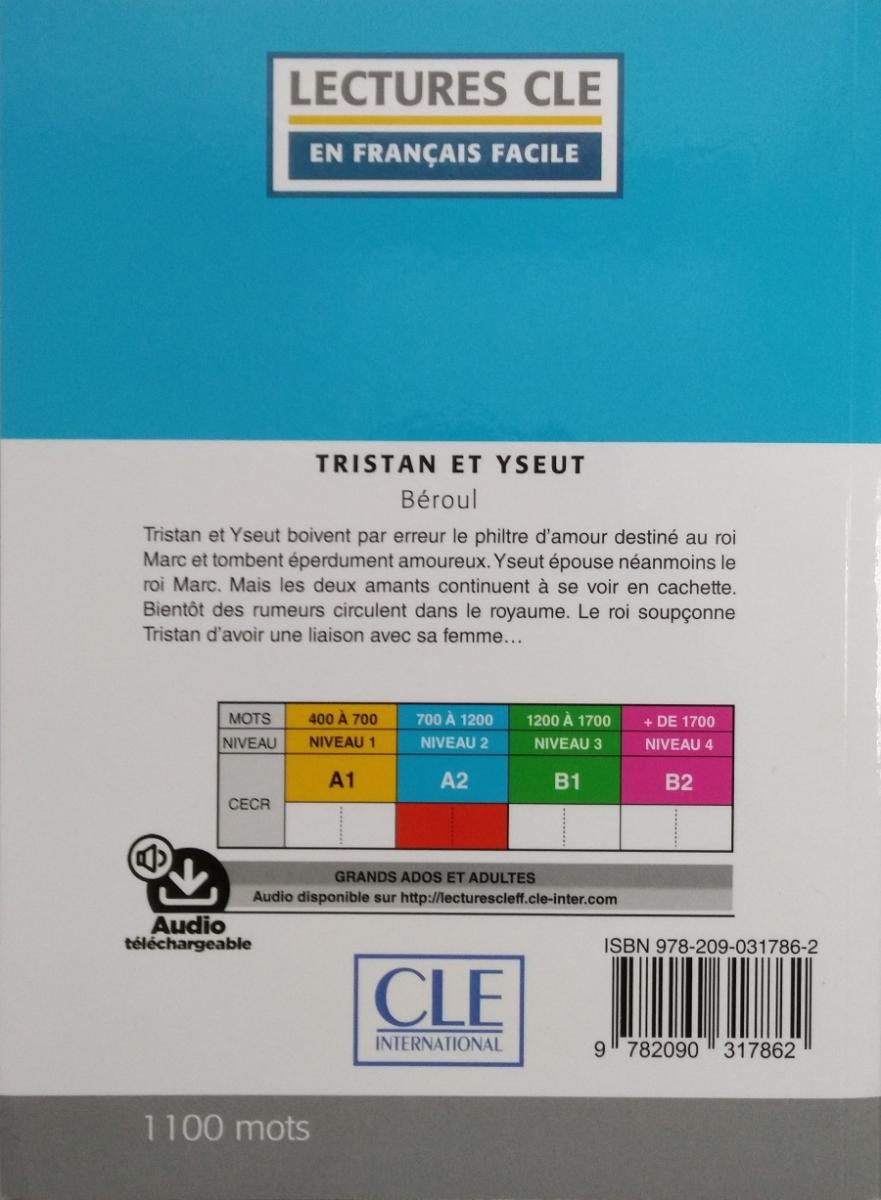 LECTURES CLE
EN FRANÇAIS FACILE
TRISTAN ET YSEUT
Béroul
Tristan et Yseut boivent par erreur le philtre d'amour destiné au roi
Marc et tombent éperdument amoureux. Yseut épouse néanmoins le
roi Marc. Mais les deux amants continuent à se voir en cachette.
Bientôt des rumeurs circulent dans le royaume. Le roi soupçonne
Tristan d'avoir une liaison avec sa femme…
MOTS 400 À 700 700 À 1200 1200 À 1700 + DE 1700
NIVEAU NIVEAU 1 NIVEAU 2 NIVEAU 3 NIVEAU 4
CECR A1 A2 B1 B2
GRANDS ADOS ET ADULTES
Audio disponible sur http://lecturescleff.cle-inter.com
Audio
téléchargeable
ISBN 978-209-031786-2
CLE
INTERNATIONAL
9 782090 317862
1100 mots